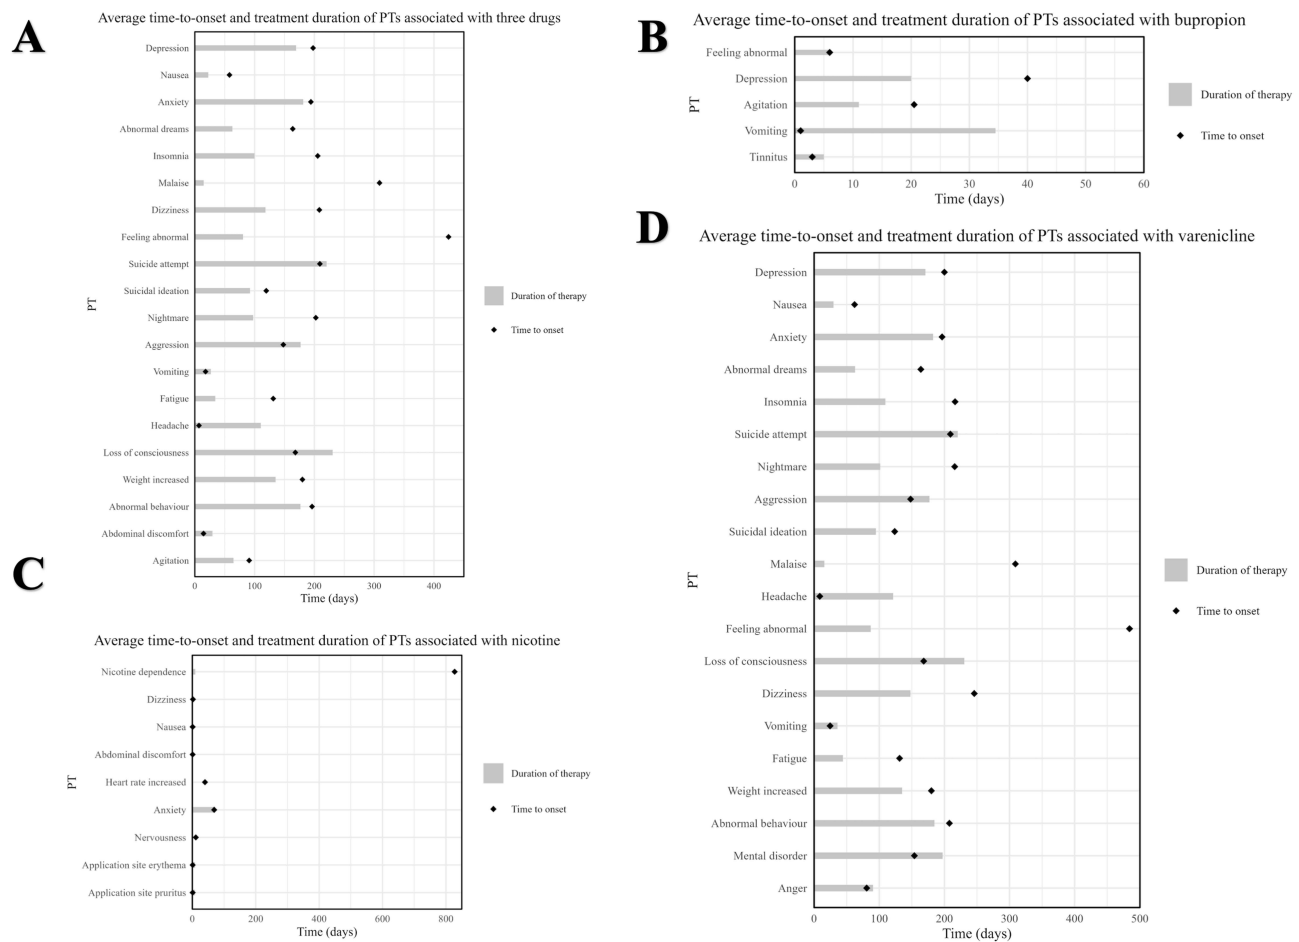 A
Average time-to-onset and treatment duration of PTs associated with three drugs
Depression
Nausea
Anxiety
Abnormal dreams
Insomnia
Malaise
Dizziness
Feeling abnormal
Suicide attempt
Suicidal ideation
Nightmare
Aggression
Vomiting
Fatigue
Headache
Loss of consciousness
Weight increased
Abnormal behaviour
Abdominal discomfort
Agitation
PT
0 100 200 300 400
Time (days)
Duration of therapy
Time to onset
B
Average time-to-onset and treatment duration of PTs associated with bupropion
Feeling abnormal
Depression
Agitation
Vomiting
Tinnitus
PT
0 10 20 30 40 50 60
Time (days)
Duration of therapy
Time to onset
C
Average time-to-onset and treatment duration of PTs associated with nicotine
Nicotine dependence
Dizziness
Nausea
Abdominal discomfort
Heart rate increased
Anxiety
Nervousness
Application site erythema
Application site pruritus
PT
0 200 400 600 800
Time (days)
Duration of therapy
Time to onset
D
Average time-to-onset and treatment duration of PTs associated with varenicline
Depression
Nausea
Anxiety
Abnormal dreams
Insomnia
Suicide attempt
Nightmare
Aggression
Suicidal ideation
Malaise
Headache
Feeling abnormal
Loss of consciousness
Dizziness
Vomiting
Fatigue
Weight increased
Abnormal behaviour
Mental disorder
Anger
PT
0 100 200 300 400 500
Time (days)
Duration of therapy
Time to onset